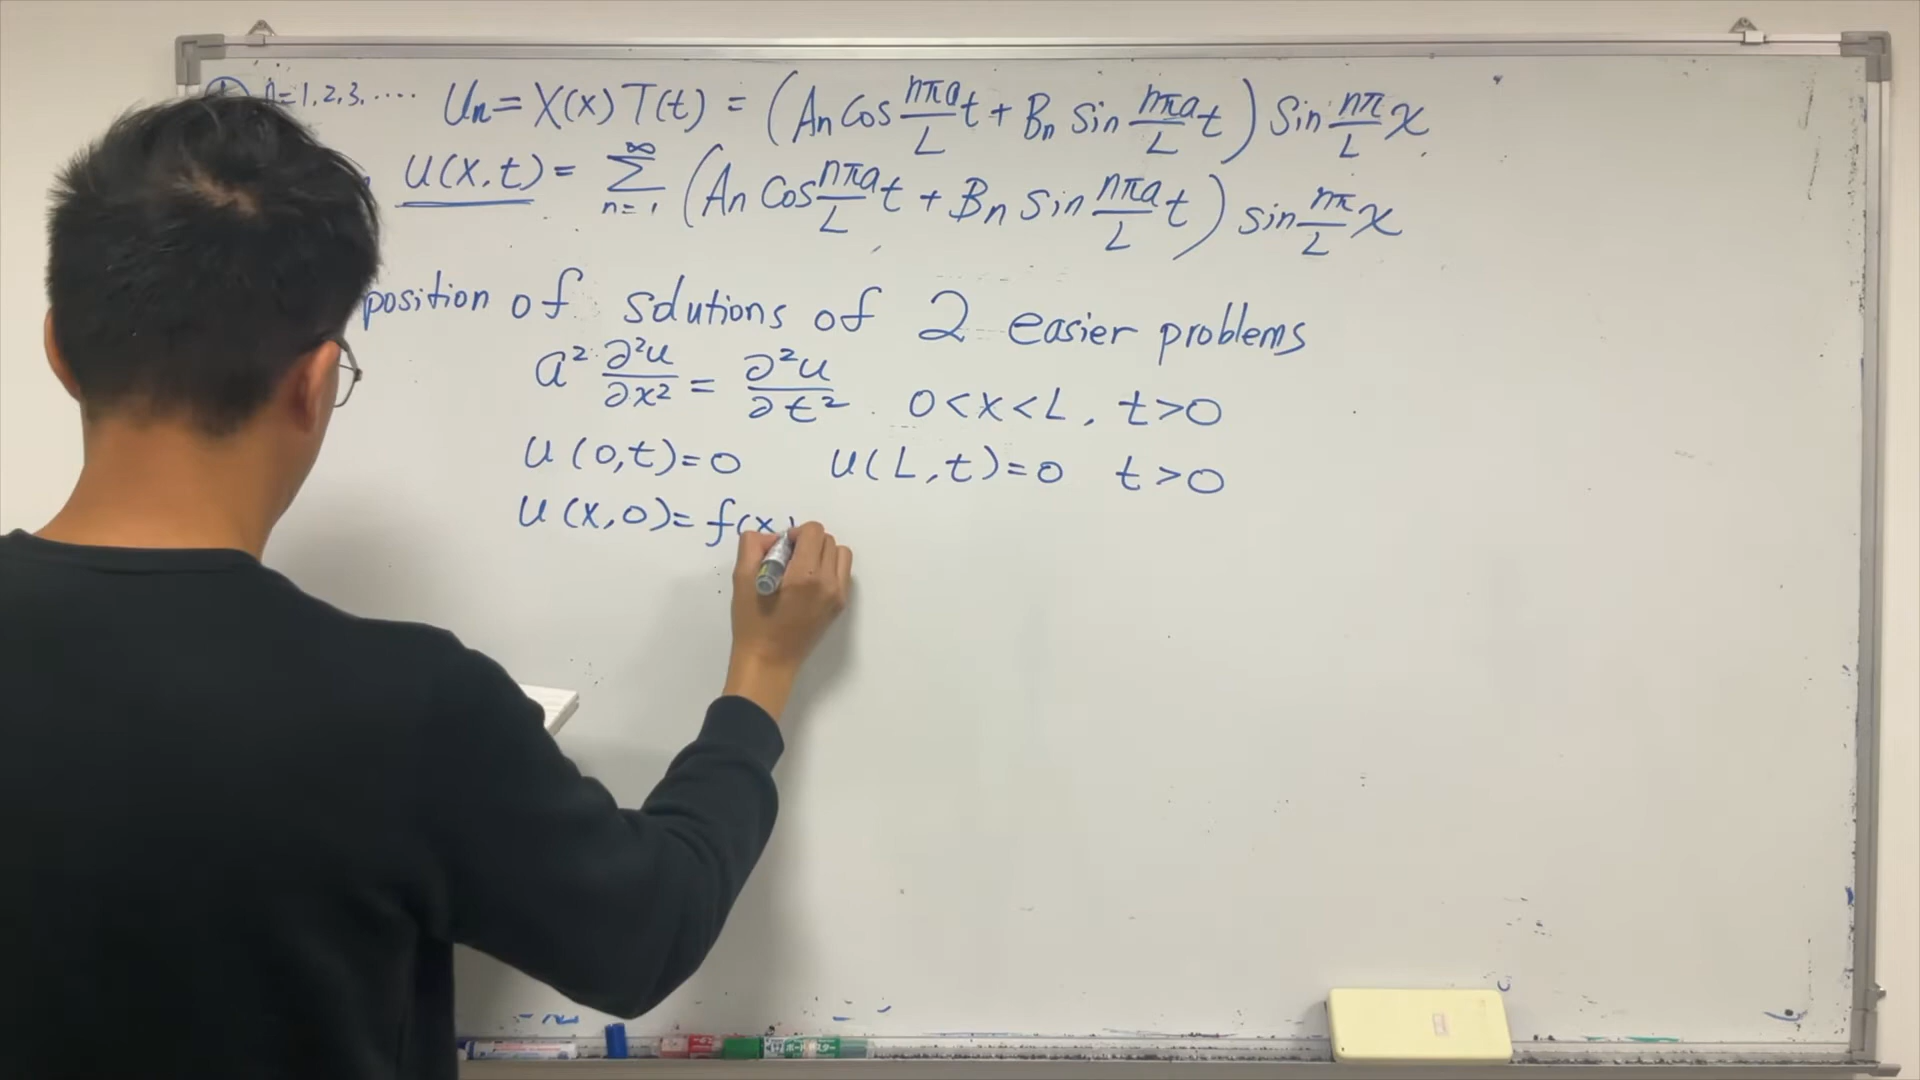 n=1,2,3,.... Un = X(x) T(t) = (An Cos nπa/L t + Bn Sin nπa/L t) Sin nπ/L x
U(x,t) = ∞ Σ n=1 (An Cos nπa/L t + Bn Sin nπa/L t) Sin nπ/L x
position of solutions of 2 easier problems
a² ∂²u/∂x² = ∂²u/∂t² 0<x<L, t>0
u(0,t)=0 u(L,t)=0 t>0
u(x,0)=f(x)